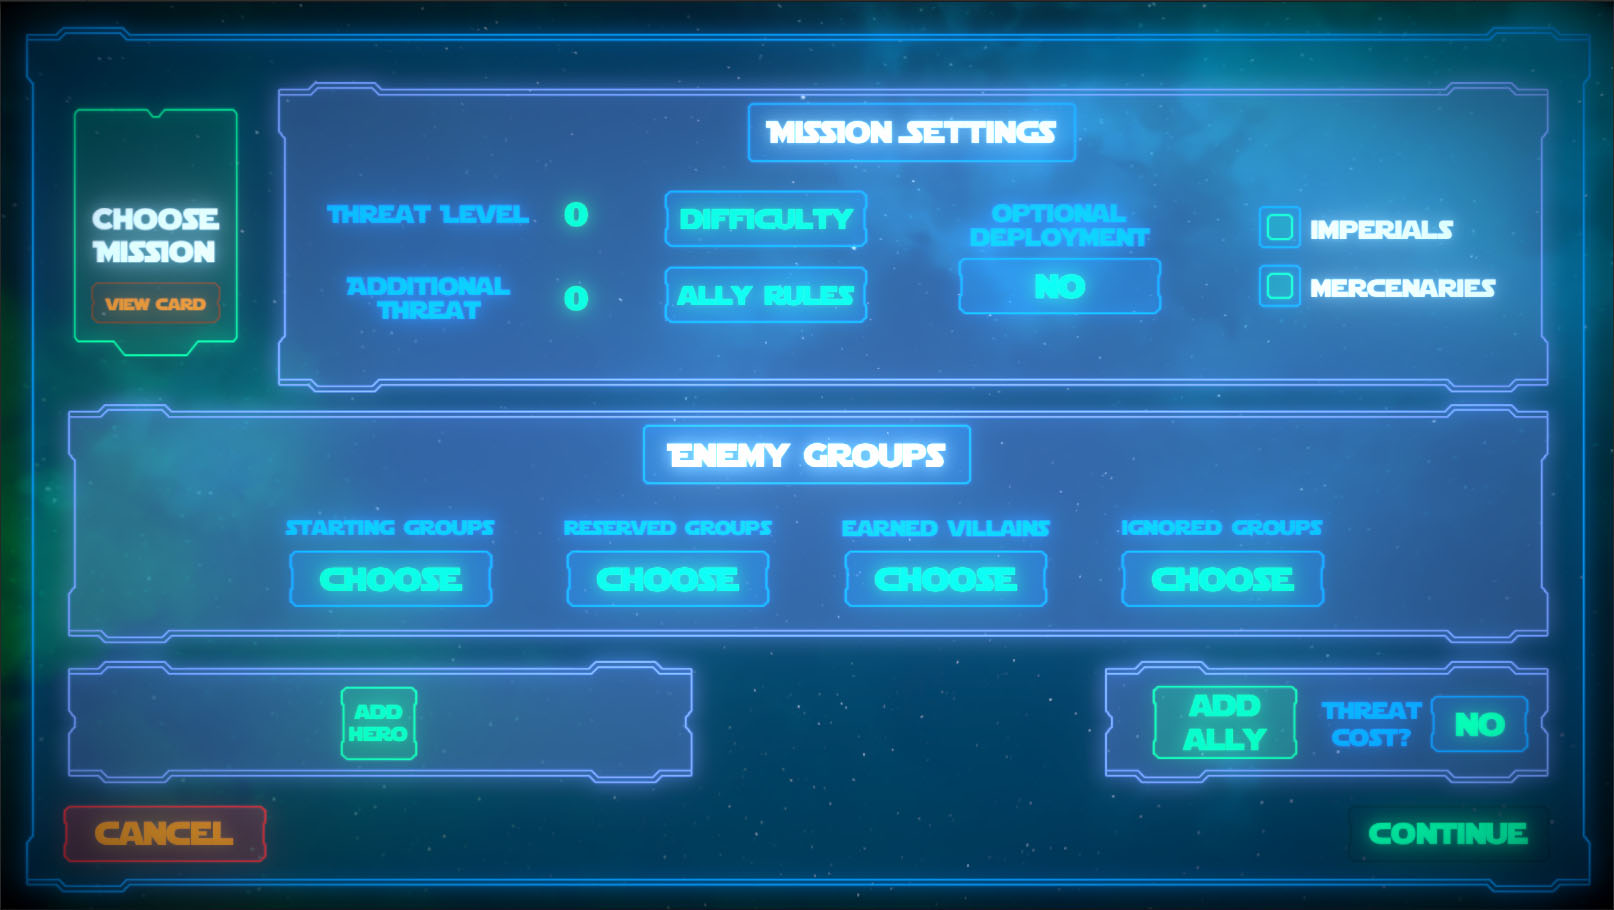 Mission Settings
CHOOSE
MISSION
VIEW CARD
THREAT LEVEL 0
DIFFICULTY
OPTIONAL
DEPLOYMENT
NO
IMPERIALS
MERCENARIES
ADDITIONAL
THREAT
0
ALLY RULES
Enemy Groups
STARTING GROUPS
RESERVED GROUPS
EARNED VILLAINS
IGNORED GROUPS
CHOOSE
CHOOSE
CHOOSE
CHOOSE
ADD
HERO
ADD
ALLY
THREAT
COST?
NO
CANCEL
CONTINUE